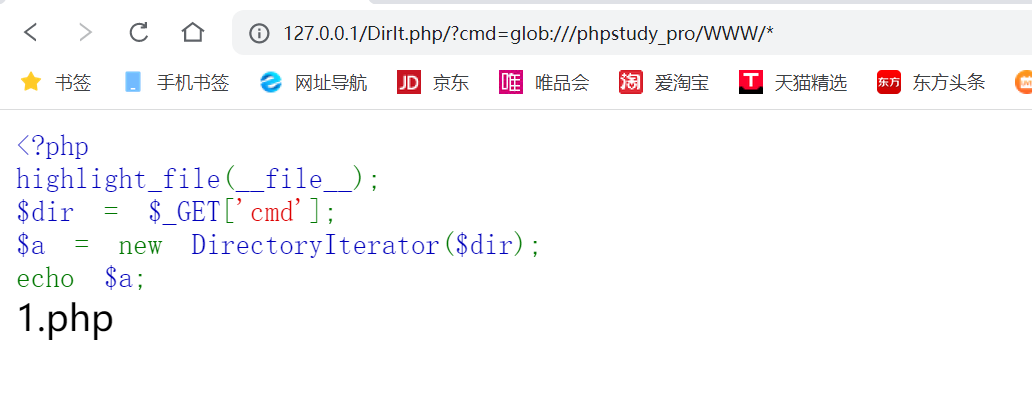 127.0.0.1/DirIt.php/?cmd=glob:///phpstudy_pro/WWW/*
书签 手机书签 网址导航 JD 京东 唯 唯品会 淘 爱淘宝 T 天猫精选 东方 东方头条
<?php
highlight_file(__file__);
$dir = $_GET['cmd'];
$a = new DirectoryIterator($dir);
echo $a;
1.php